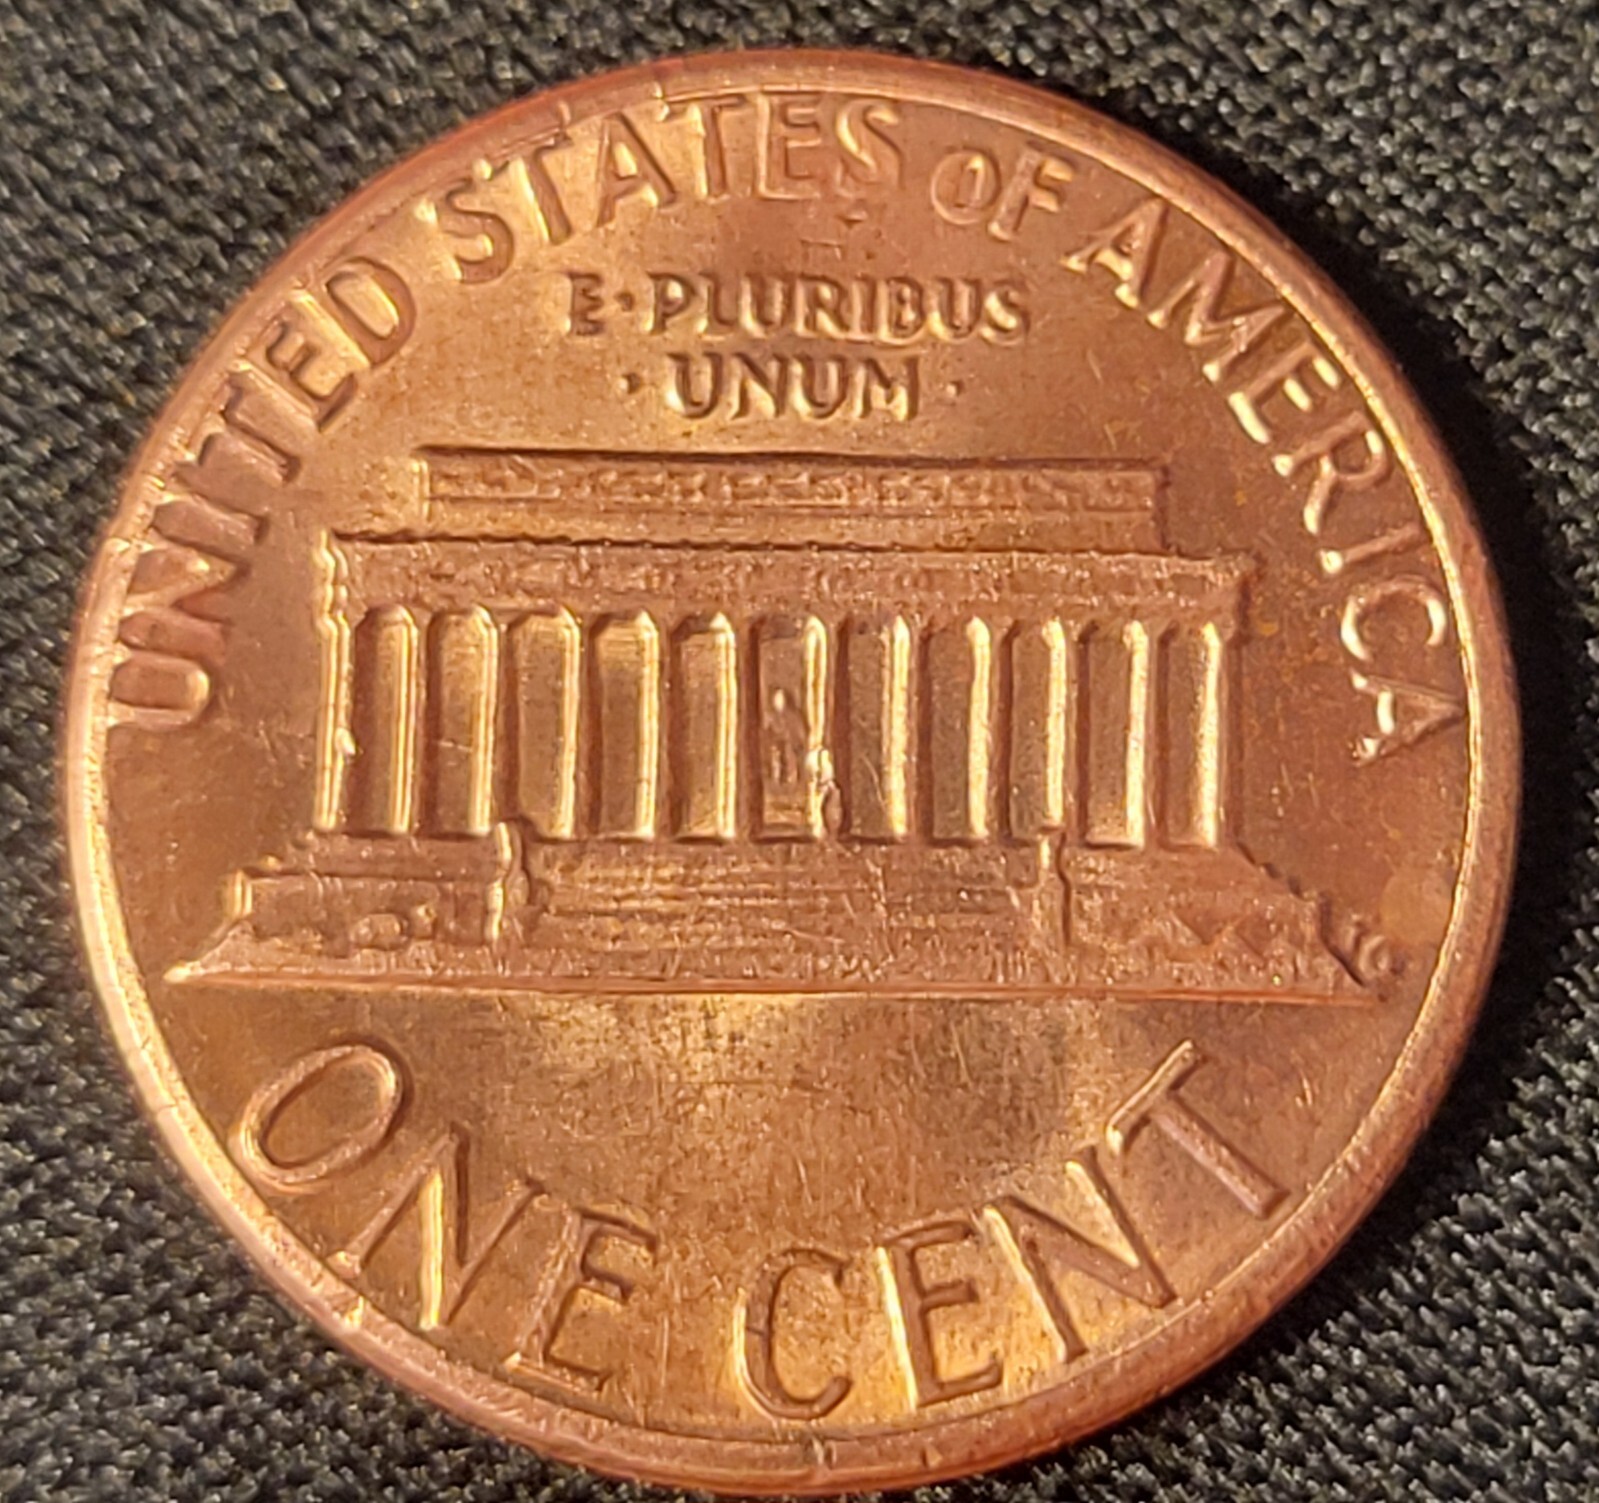 UNITED STATES OF AMERICA
E·PLURIBUS
·UNUM·
ONE CENT